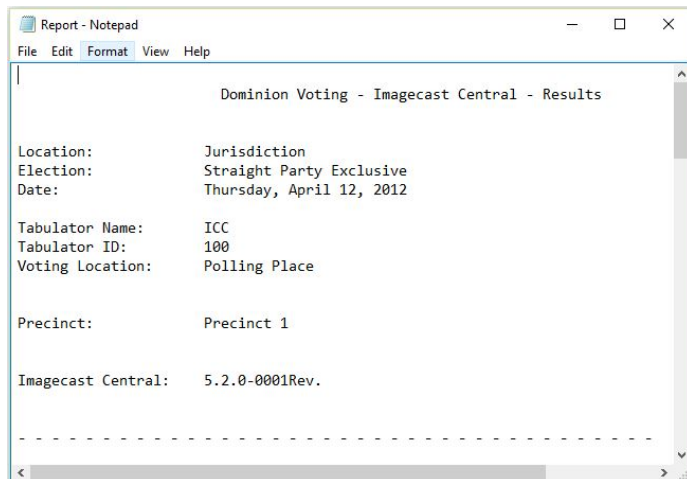 Report - Notepad
File Edit Format View Help
Dominion Voting - Imagecast Central - Results
Location: Jurisdiction
Election: Straight Party Exclusive
Date: Thursday, April 12, 2012
Tabulator Name: ICC
Tabulator ID: 100
Voting Location: Polling Place
Precinct: Precinct 1
Imagecast Central: 5.2.0-0001Rev.
- - - - - - - - - - - - - - - - - - - - - - - - - - - - - - - - - - - - - -